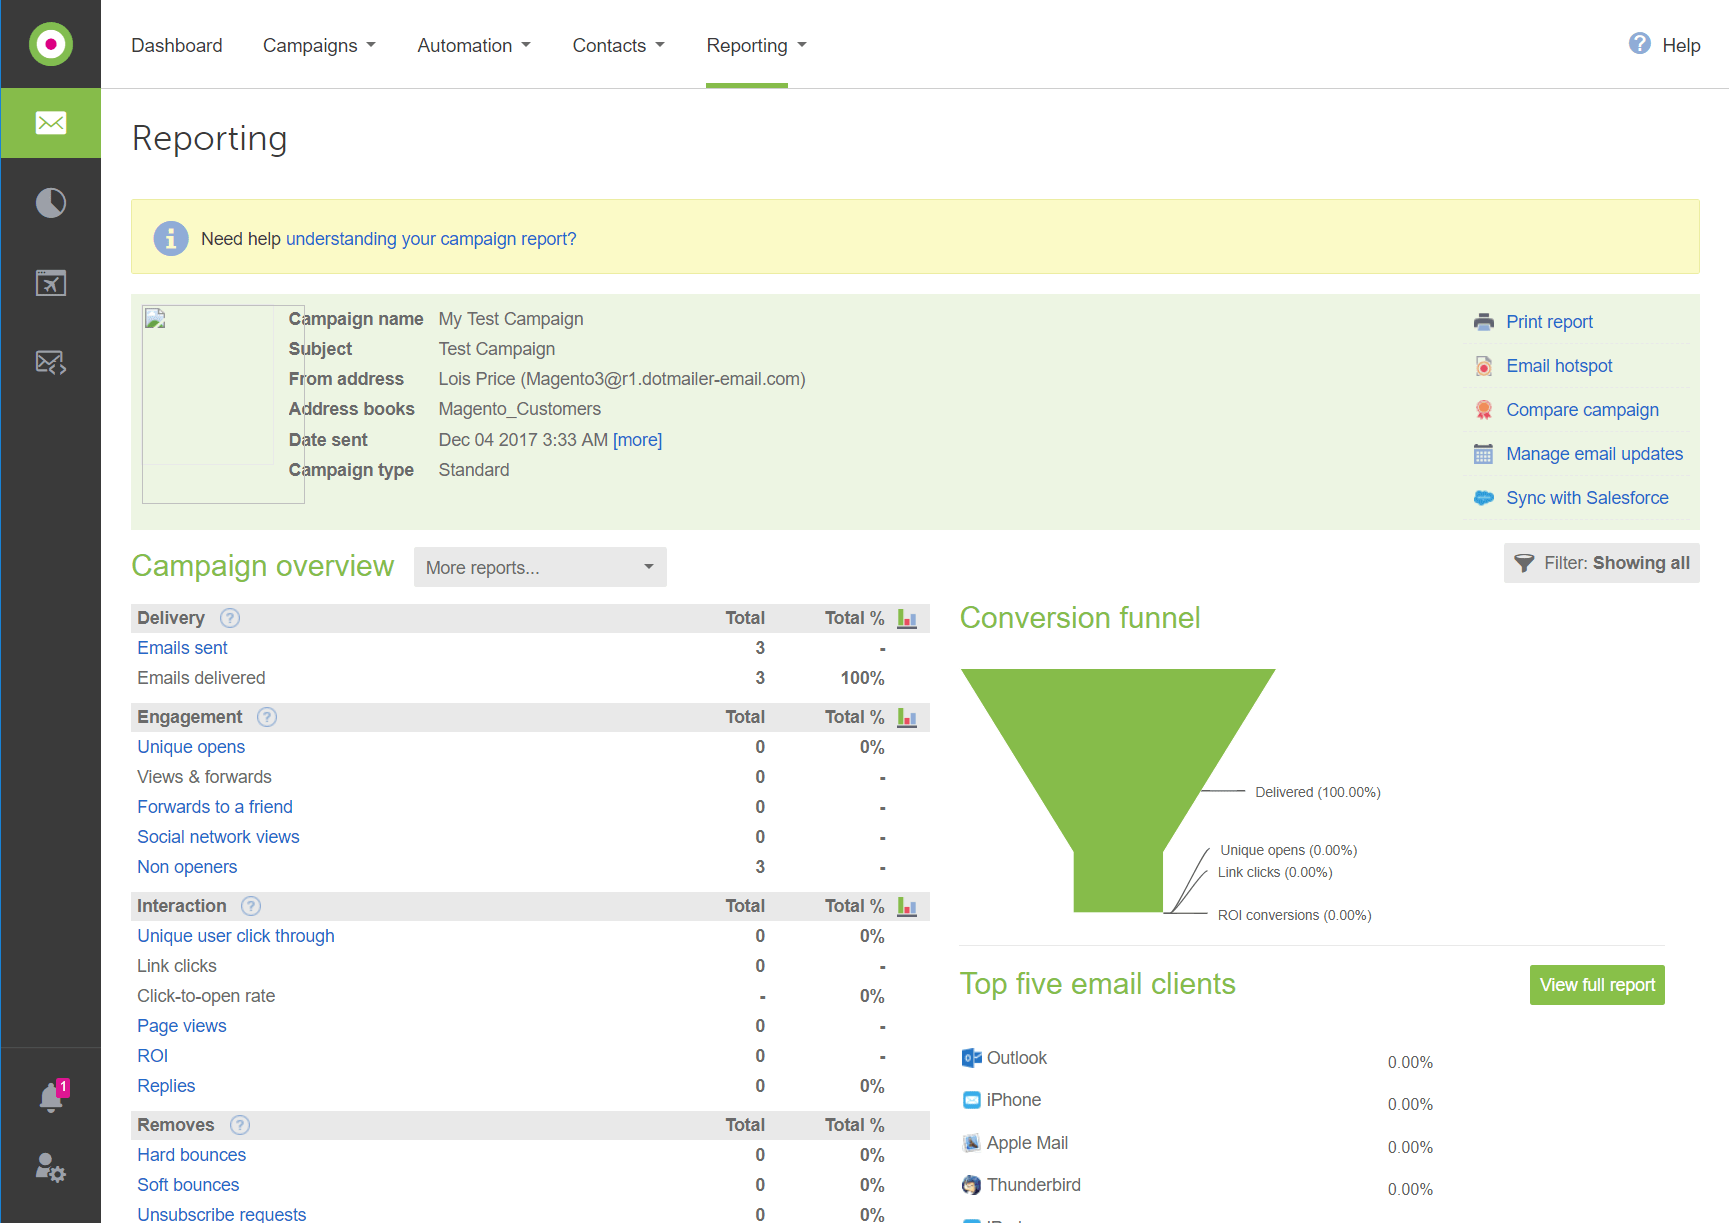 Dashboard Campaigns Automation Contacts Reporting ? Help
Reporting
i Need help understanding your campaign report?
Campaign name My Test Campaign
Subject Test Campaign
From address Lois Price (Magento3@r1.dotmailer-email.com)
Address books Magento_Customers
Date sent Dec 04 2017 3:33 AM [more]
Campaign type Standard
Print report
Email hotspot
Compare campaign
Manage email updates
Sync with Salesforce
Campaign overview More reports... Filter: Showing all
Delivery ? Total Total %
Emails sent 3 -
Emails delivered 3 100%
Engagement ? Total Total %
Unique opens 0 0%
Views & forwards 0 -
Forwards to a friend 0 -
Social network views 0 -
Non openers 3 -
Interaction ? Total Total %
Unique user click through 0 0%
Link clicks 0 -
Click-to-open rate - 0%
Page views 0 -
ROI 0 -
Replies 0 0%
Removes ? Total Total %
Hard bounces 0 0%
Soft bounces 0 0%
Unsubscribe requests 0 0%
Conversion funnel
Delivered (100.00%)
Unique opens (0.00%)
Link clicks (0.00%)
ROI conversions (0.00%)
Top five email clients View full report
Outlook 0.00%
iPhone 0.00%
Apple Mail 0.00%
Thunderbird 0.00%
1